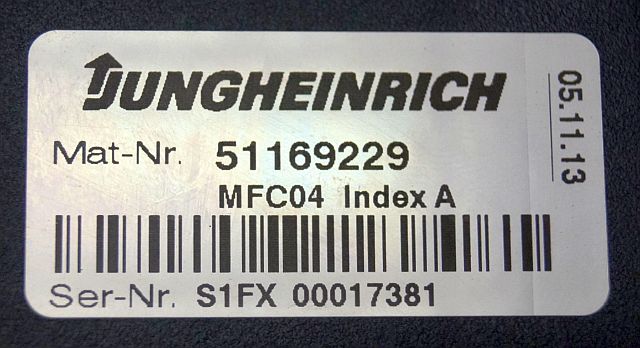 JUNGHEINRICH
Mat-Nr. 51169229
MFC04 Index A
Ser-Nr. S1FX 00017381
05.11.13